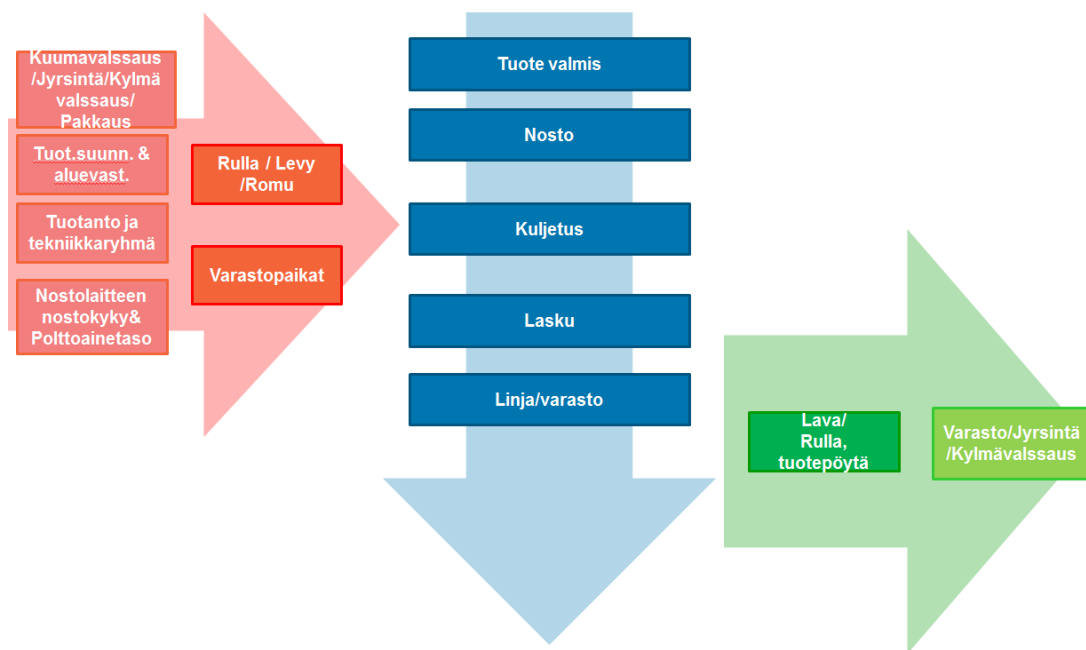 Kuumavalssaus
/Jyrsintä/Kylmä
valssaus/
Pakkaus
Tuot.suunn. &
aluevast.
Tuotanto ja
tekniikkaryhmä
Nostolaitteen
nostokyky&
Polttoainetaso
Rulla / Levy
/Romu
Varastopaikat
Tuote valmis
Nosto
Kuljetus
Lasku
Linja/varasto
Lava/
Rulla,
tuotepöytä
Varasto/Jyrsintä
/Kylmävalssaus